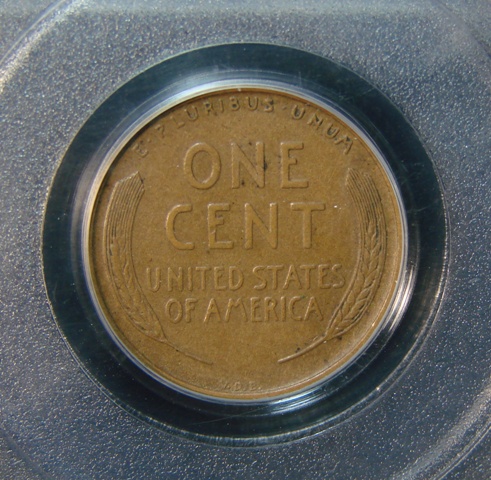 E·PLURIBUS·UNUM
ONE
CENT
UNITED STATES
OF AMERICA
V.D.B.